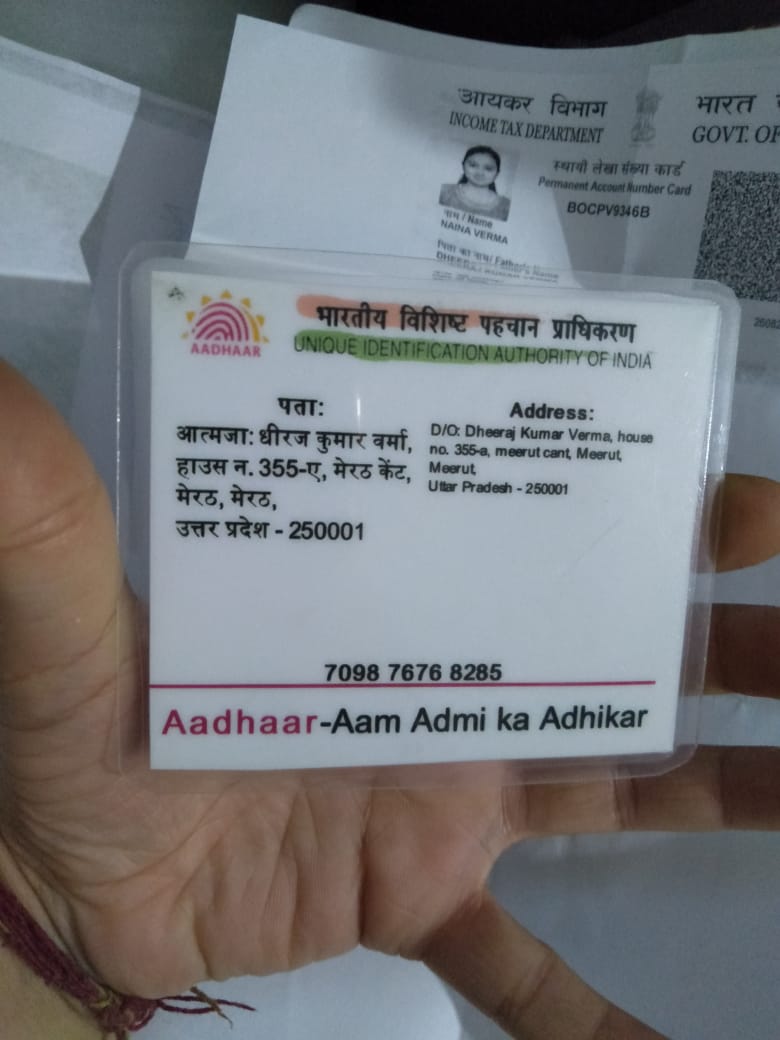 आयकर विभाग
INCOME TAX DEPARTMENT
भारत
GOVT. OF
स्थायी लेखा संख्या कार्ड
Permanent Account Number Card
BOCPV9346B
नाम / Name
NAINA VERMA
पिता का नाम/ Father's Name
AADHAAR
भारतीय विशिष्ट पहचान प्राधिकरण
UNIQUE IDENTIFICATION AUTHORITY OF INDIA
पता:
आत्मजा: धीरज कुमार वर्मा,
हाउस न. 355-ए, मेरठ केंट,
मेरठ, मेरठ,
उत्तर प्रदेश - 250001
Address:
D/O: Dheeraj Kumar Verma, house
no. 355-a, meerut cant, Meerut,
Meerut,
Uttar Pradesh - 250001
7098 7676 8285
Aadhaar-Aam Admi ka Adhikar